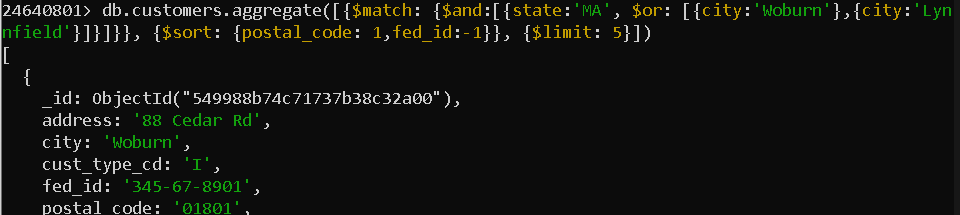 24640801> db.customers.aggregate([{$match: {$and:[{state:'MA', $or: [{city:'Woburn'},{city:'Lyn
nfield'}]}]}}, {$sort: {postal_code: 1,fed_id:-1}}, {$limit: 5}])
[
  {
    _id: ObjectId("549988b74c71737b38c32a00"),
    address: '88 Cedar Rd',
    city: 'Woburn',
    cust_type_cd: 'I',
    fed_id: '345-67-8901',
    postal_code: '01801',